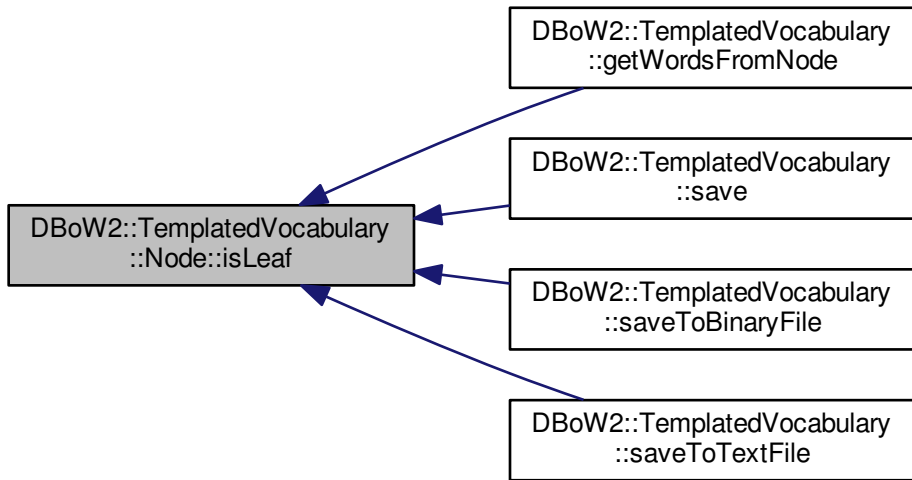 DBoW2::TemplatedVocabulary
::getWordsFromNode
DBoW2::TemplatedVocabulary
::save
DBoW2::TemplatedVocabulary
::Node::isLeaf
DBoW2::TemplatedVocabulary
::saveToBinaryFile
DBoW2::TemplatedVocabulary
::saveToTextFile